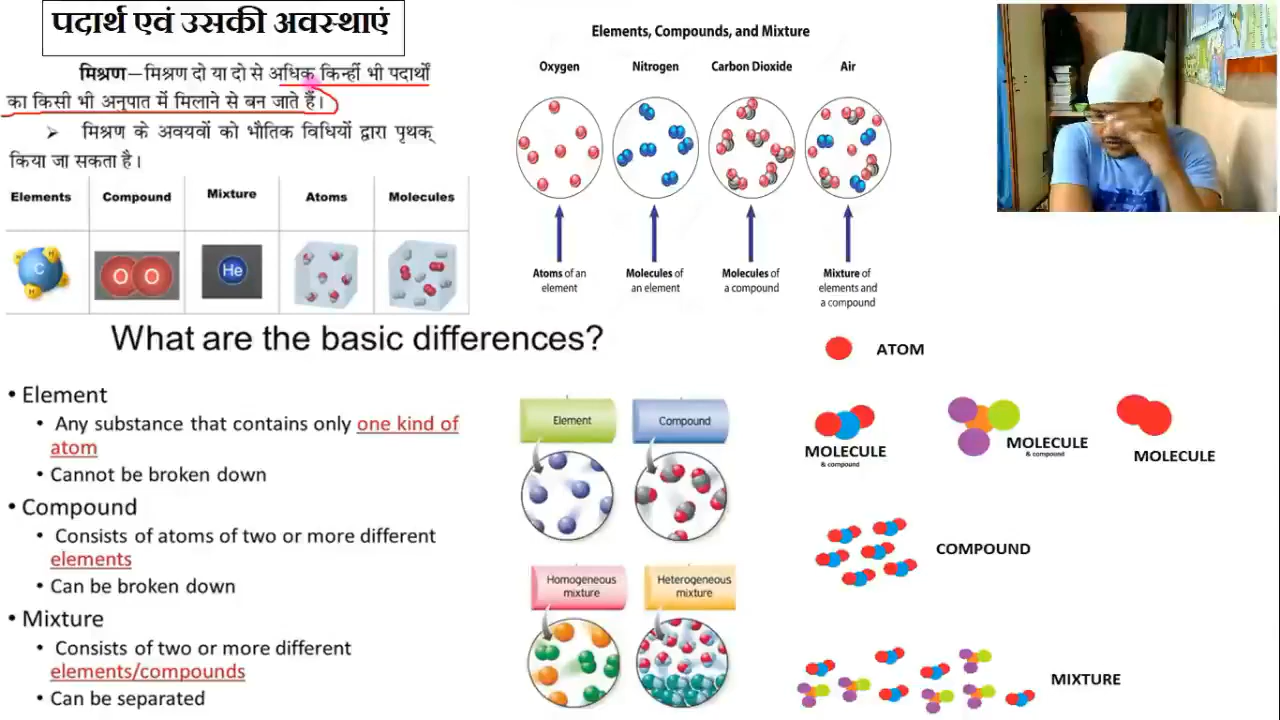 पदार्थ एवं उसकी अवस्थाएं
मिश्रण – मिश्रण दो या दो से अधिक किन्हीं भी पदार्थों
का किसी भी अनुपात में मिलाने से बन जाते हैं।
➤ मिश्रण के अवयवों को भौतिक विधियों द्वारा पृथक्
किया जा सकता है।
Elements Compound Mixture Atoms Molecules
C H H H
O O
He
Elements, Compounds, and Mixture
Oxygen Nitrogen Carbon Dioxide Air
Atoms of an
element
Molecules of
an element
Molecules of
a compound
Mixture of
elements and
a compound
What are the basic differences?
• Element
• Any substance that contains only one kind of
atom
• Cannot be broken down
• Compound
• Consists of atoms of two or more different
elements
• Can be broken down
• Mixture
• Consists of two or more different
elements/compounds
• Can be separated
Element
Compound
Homogeneous
mixture
Heterogeneous
mixture
ATOM
MOLECULE
& compound
MOLECULE
& compound
MOLECULE
COMPOUND
MIXTURE